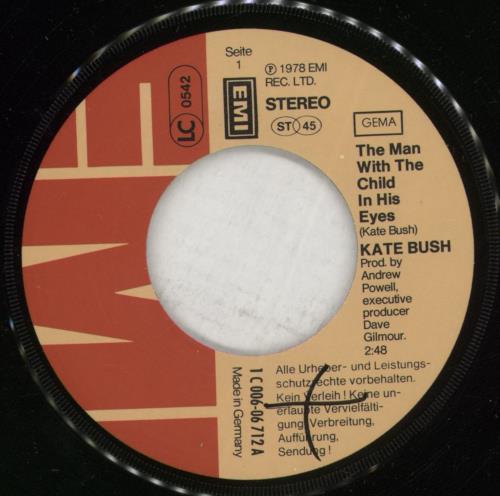 Seite
1
Ⓟ 1978 EMI
REC. LTD.
STEREO
ST 45
EMI
LC 0542
GEMA
The Man
With The
Child
In His
Eyes
(Kate Bush)
KATE BUSH
Prod. by
Andrew
Powell,
executive
producer
Dave
Gilmour.
2:48
1 C 006-06 712 A
Made in Germany
Alle Urheber- und Leistungs-
schutzrechte vorbehalten.
Kein Verleih! Keine un-
erlaubte Vervielfälti-
gung, Verbreitung,
Aufführung,
Sendung!